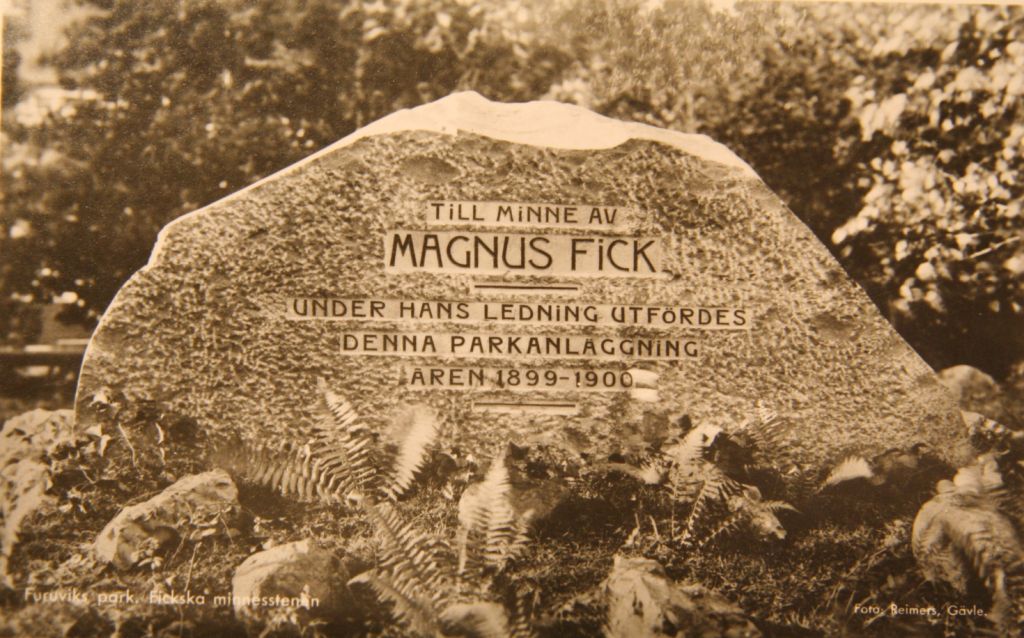 TiLL MiNNE AV
MAGNUS FiCK
UNDER HANS LEDNiNG UTFÖRDES
DENNA PARKANLÄGGNiNG
ÅREN 1899-1900
Furuviks park. Fickska minnesstenen
Foto: Reimers, Gävle.